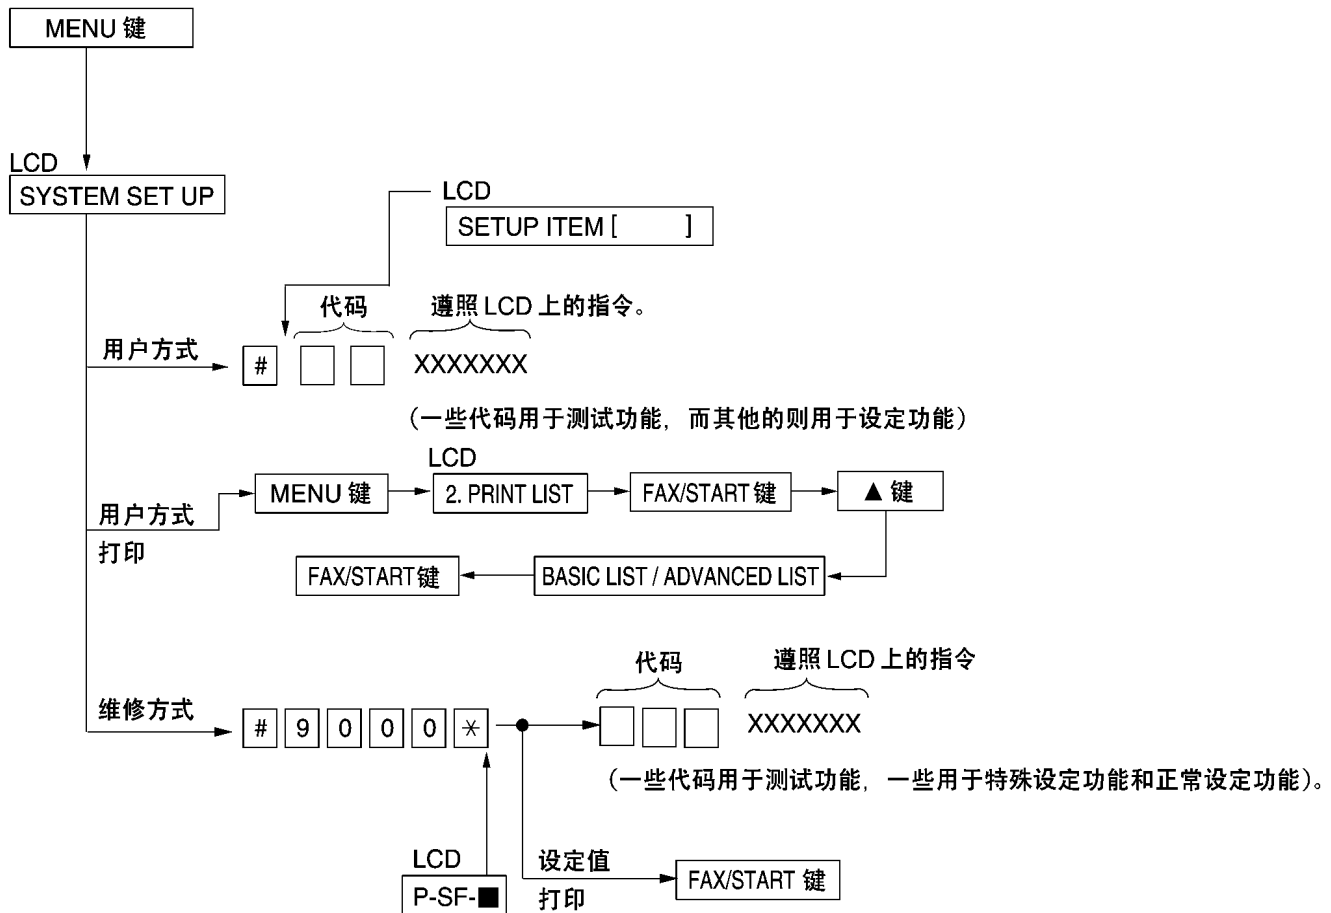 MENU 键
LCD
SYSTEM SET UP
LCD
SETUP ITEM [ ]
代码
遵照 LCD 上的指令。
用户方式
# □ □ XXXXXXX
（一些代码用于测试功能，而其他的则用于设定功能）
LCD
用户方式
打印
MENU 键
2. PRINT LIST
FAX/START 键
▲ 键
BASIC LIST / ADVANCED LIST
FAX/START 键
代码
遵照 LCD 上的指令
维修方式
# 9 0 0 0 * □ □ □ XXXXXXX
（一些代码用于测试功能，一些用于特殊设定功能和正常设定功能）。
LCD
P-SF-■
设定值
打印
FAX/START 键